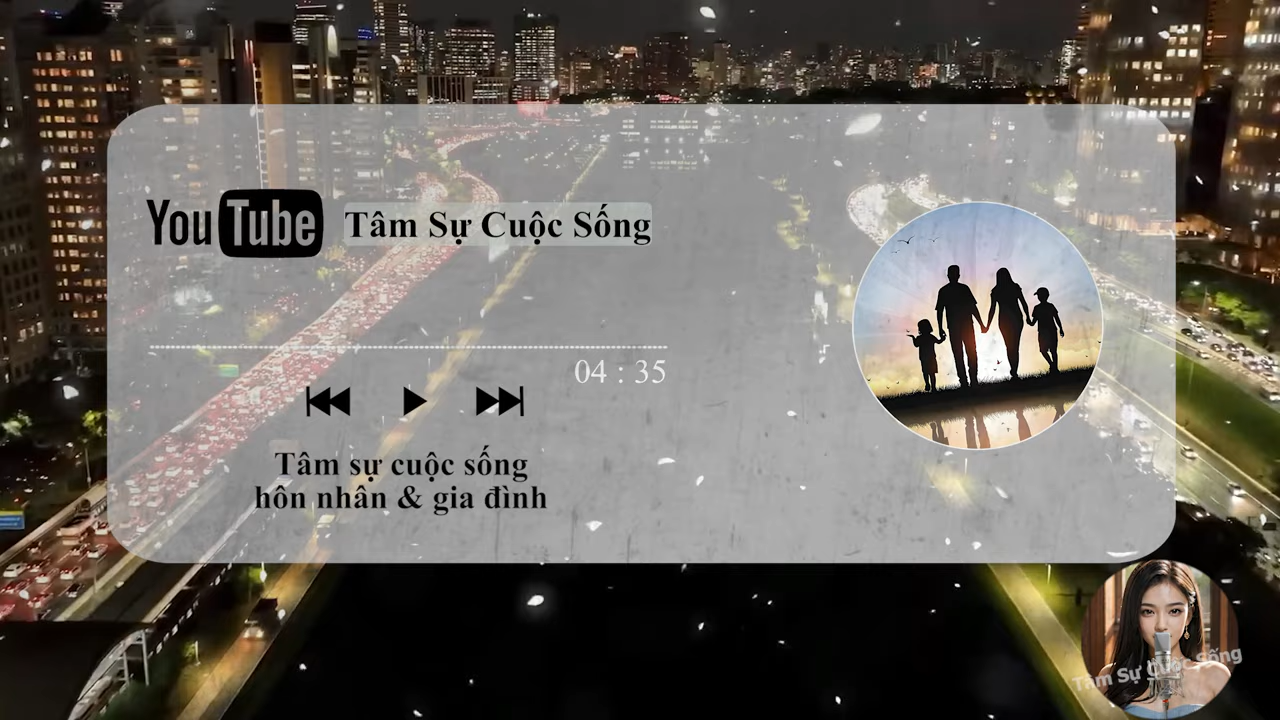 YouTube Tâm Sự Cuộc Sống
04 : 35
Tâm sự cuộc sống
hôn nhân & gia đình
Tâm Sự Cuộc Sống